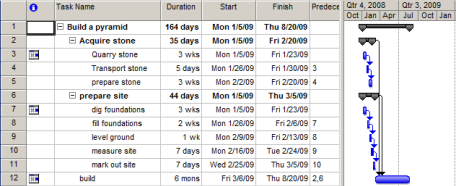 Task Name Duration Start Finish Predece Qtr 4, 2008 Qtr 3, 2009
Oct Jan Apr Jul Oct
1 Build a pyramid 164 days Mon 1/5/09 Thu 8/20/09
2 Acquire stone 35 days Mon 1/5/09 Fri 2/20/09
3 Quarry stone 3 wks Mon 1/5/09 Fri 1/23/09
4 Transport stone 5 days Mon 1/26/09 Fri 1/30/09 3
5 prepare stone 3 wks Mon 2/2/09 Fri 2/20/09 4
6 prepare site 44 days Mon 1/5/09 Thu 3/5/09
7 dig foundations 3 wks Mon 1/5/09 Fri 1/23/09
8 fill foundations 2 wks Mon 1/26/09 Fri 2/6/09 7
9 level ground 1 wk Mon 2/9/09 Fri 2/13/09 8
10 measure site 7 days Mon 2/16/09 Tue 2/24/09 9
11 mark out site 7 days Wed 2/25/09 Thu 3/5/09 10
12 build 6 mons Fri 3/6/09 Thu 8/20/09 2,6